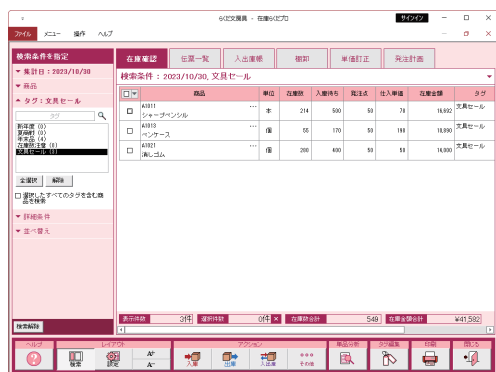 らくだ文房具 - 在庫らくだプロ
サインイン
ファイル メニュー 操作 ヘルプ
検索条件を指定
集計日：2023/10/30
商品
タグ：文具セール
タグ
新年度 (0)
夏関射 (0)
年末品 (4)
在庫数注意 (0)
文具セール (3)
全選択 解除
選択したすべてのタグを含む商品を検索
詳細条件
並べ替え
検索解除
在庫確認 伝票一覧 入出庫帳 棚卸 単価訂正 発注計画
検索条件：2023/10/30, 文具セール
商品 単位 在庫数 入庫待ち 発注点 仕入単価 在庫金額 タグ
A1011 ... 文具セール
シャープペンシル 本 214 500 50 78 16,692
A1013 ... 文具セール
ペンケース 個 55 170 50 198 10,890
A1021 ... 文具セール
消しゴム 個 280 400 50 50 14,000
表示件数 3件 選択件数 0件 在庫数合計 549 在庫金額合計 ¥41,582
ヘルプ レイアウト アクション 単品分析 タグ編集 印刷 閉じる
検索 設定 A+ A- 入庫 出庫 入出庫 その他